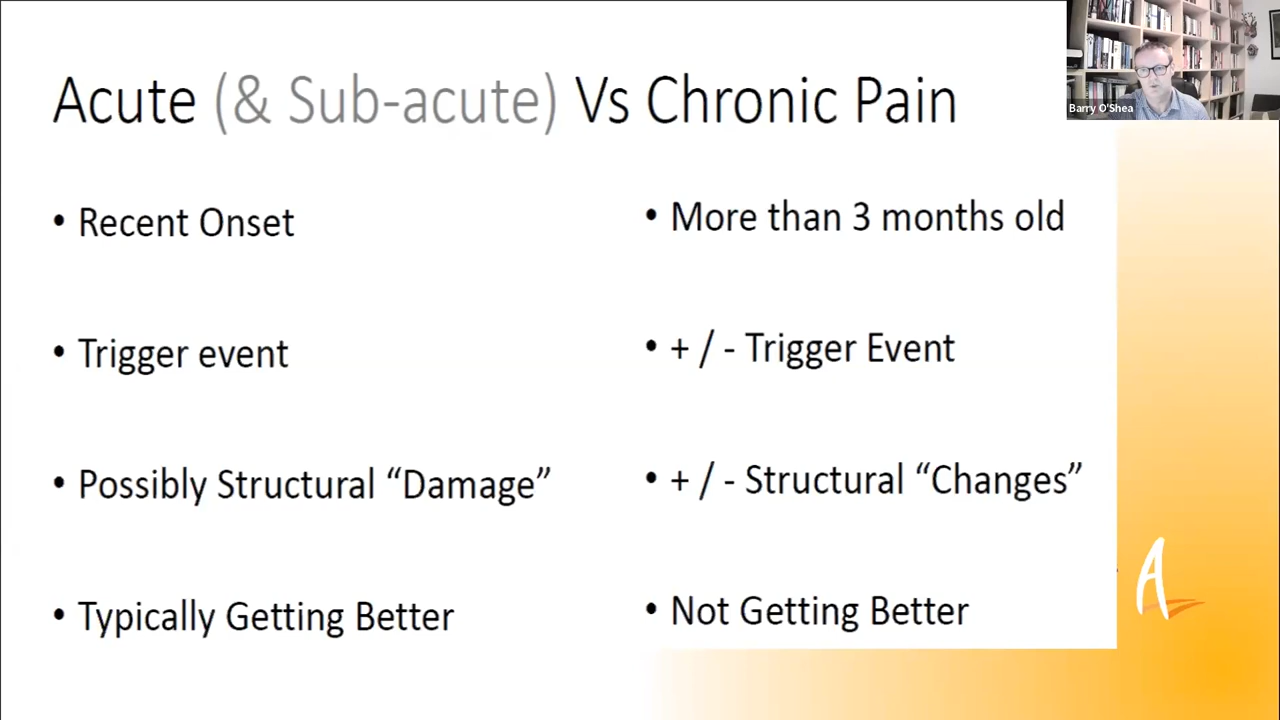 Acute (& Sub-acute) Vs Chronic Pain
Barry O'Shea
• Recent Onset
• Trigger event
• Possibly Structural “Damage”
• Typically Getting Better
• More than 3 months old
• + / - Trigger Event
• + / - Structural “Changes”
• Not Getting Better
A